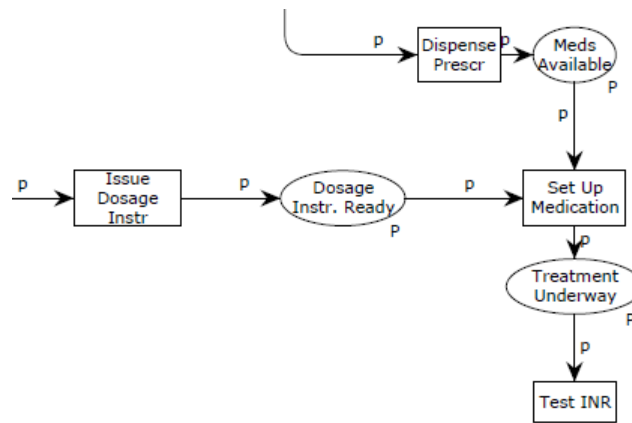 p
Dispense
Prescr
p
Meds
Available
P
p
p
Issue
Dosage
Instr
p
Dosage
Instr. Ready
P
p
Set Up
Medication
p
Treatment
Underway
P
p
Test INR